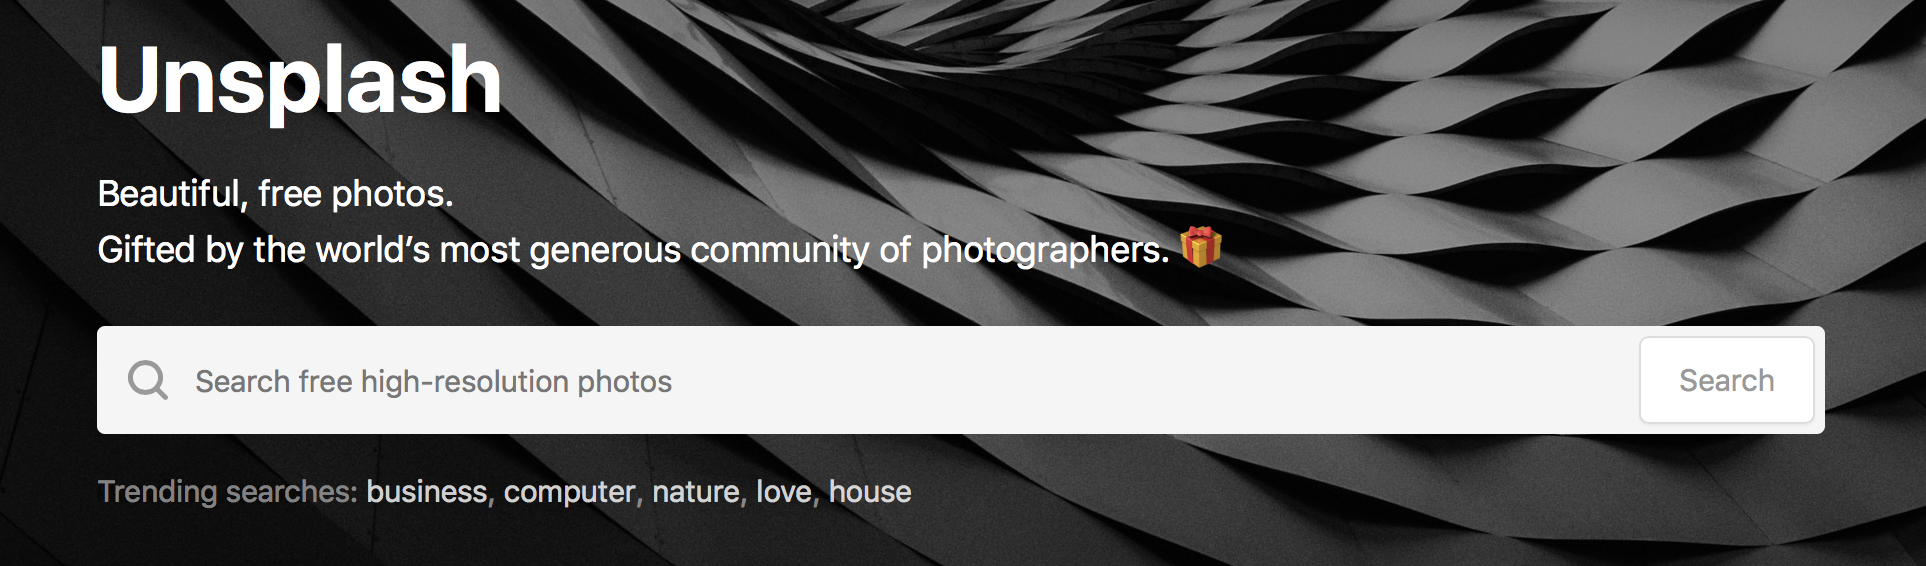 Unsplash
Beautiful, free photos.
Gifted by the world’s most generous community of photographers. 🎁
Search free high-resolution photos
Search
Trending searches: business, computer, nature, love, house